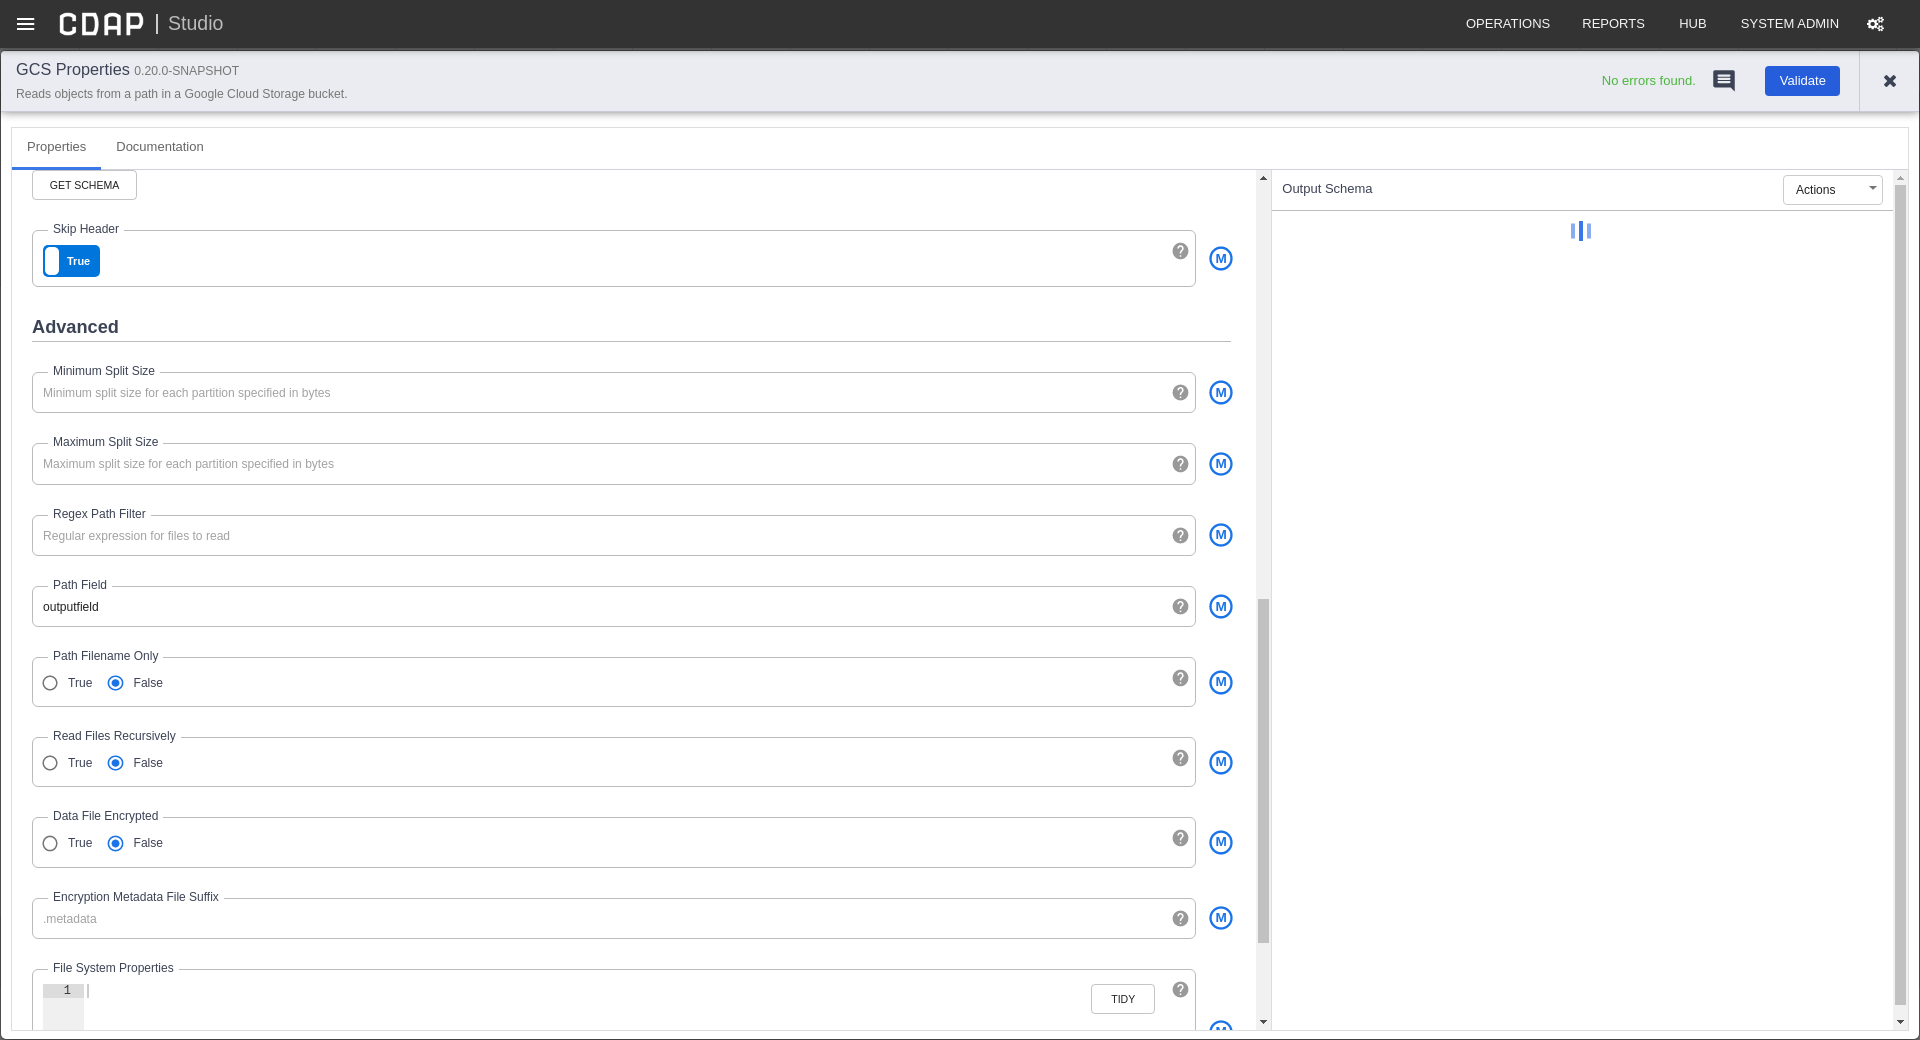 CDAP | Studio
OPERATIONS REPORTS HUB SYSTEM ADMIN
GCS Properties 0.20.0-SNAPSHOT
Reads objects from a path in a Google Cloud Storage bucket.
No errors found.
Validate
Properties Documentation
GET SCHEMA
Output Schema
Actions
Skip Header
True
M
Advanced
Minimum Split Size
Minimum split size for each partition specified in bytes
M
Maximum Split Size
Maximum split size for each partition specified in bytes
M
Regex Path Filter
Regular expression for files to read
M
Path Field
outputfield
M
Path Filename Only
True False
M
Read Files Recursively
True False
M
Data File Encrypted
True False
M
Encryption Metadata File Suffix
.metadata
M
File System Properties
1
TIDY
M